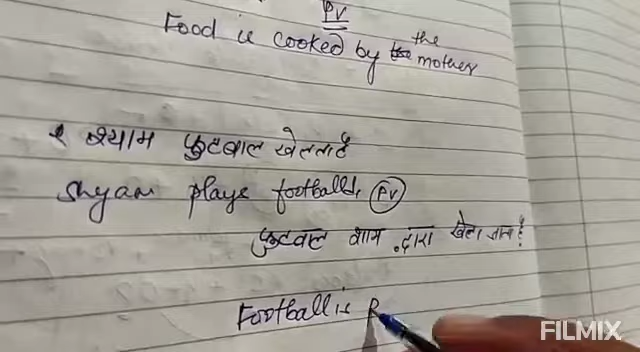 PV
Food is cooked by the mother
श्याम फुटबाल खेलता है
Shyam plays football. PV
फुटबाल श्याम द्वारा खेला जाता है
Football is P
FILMIX